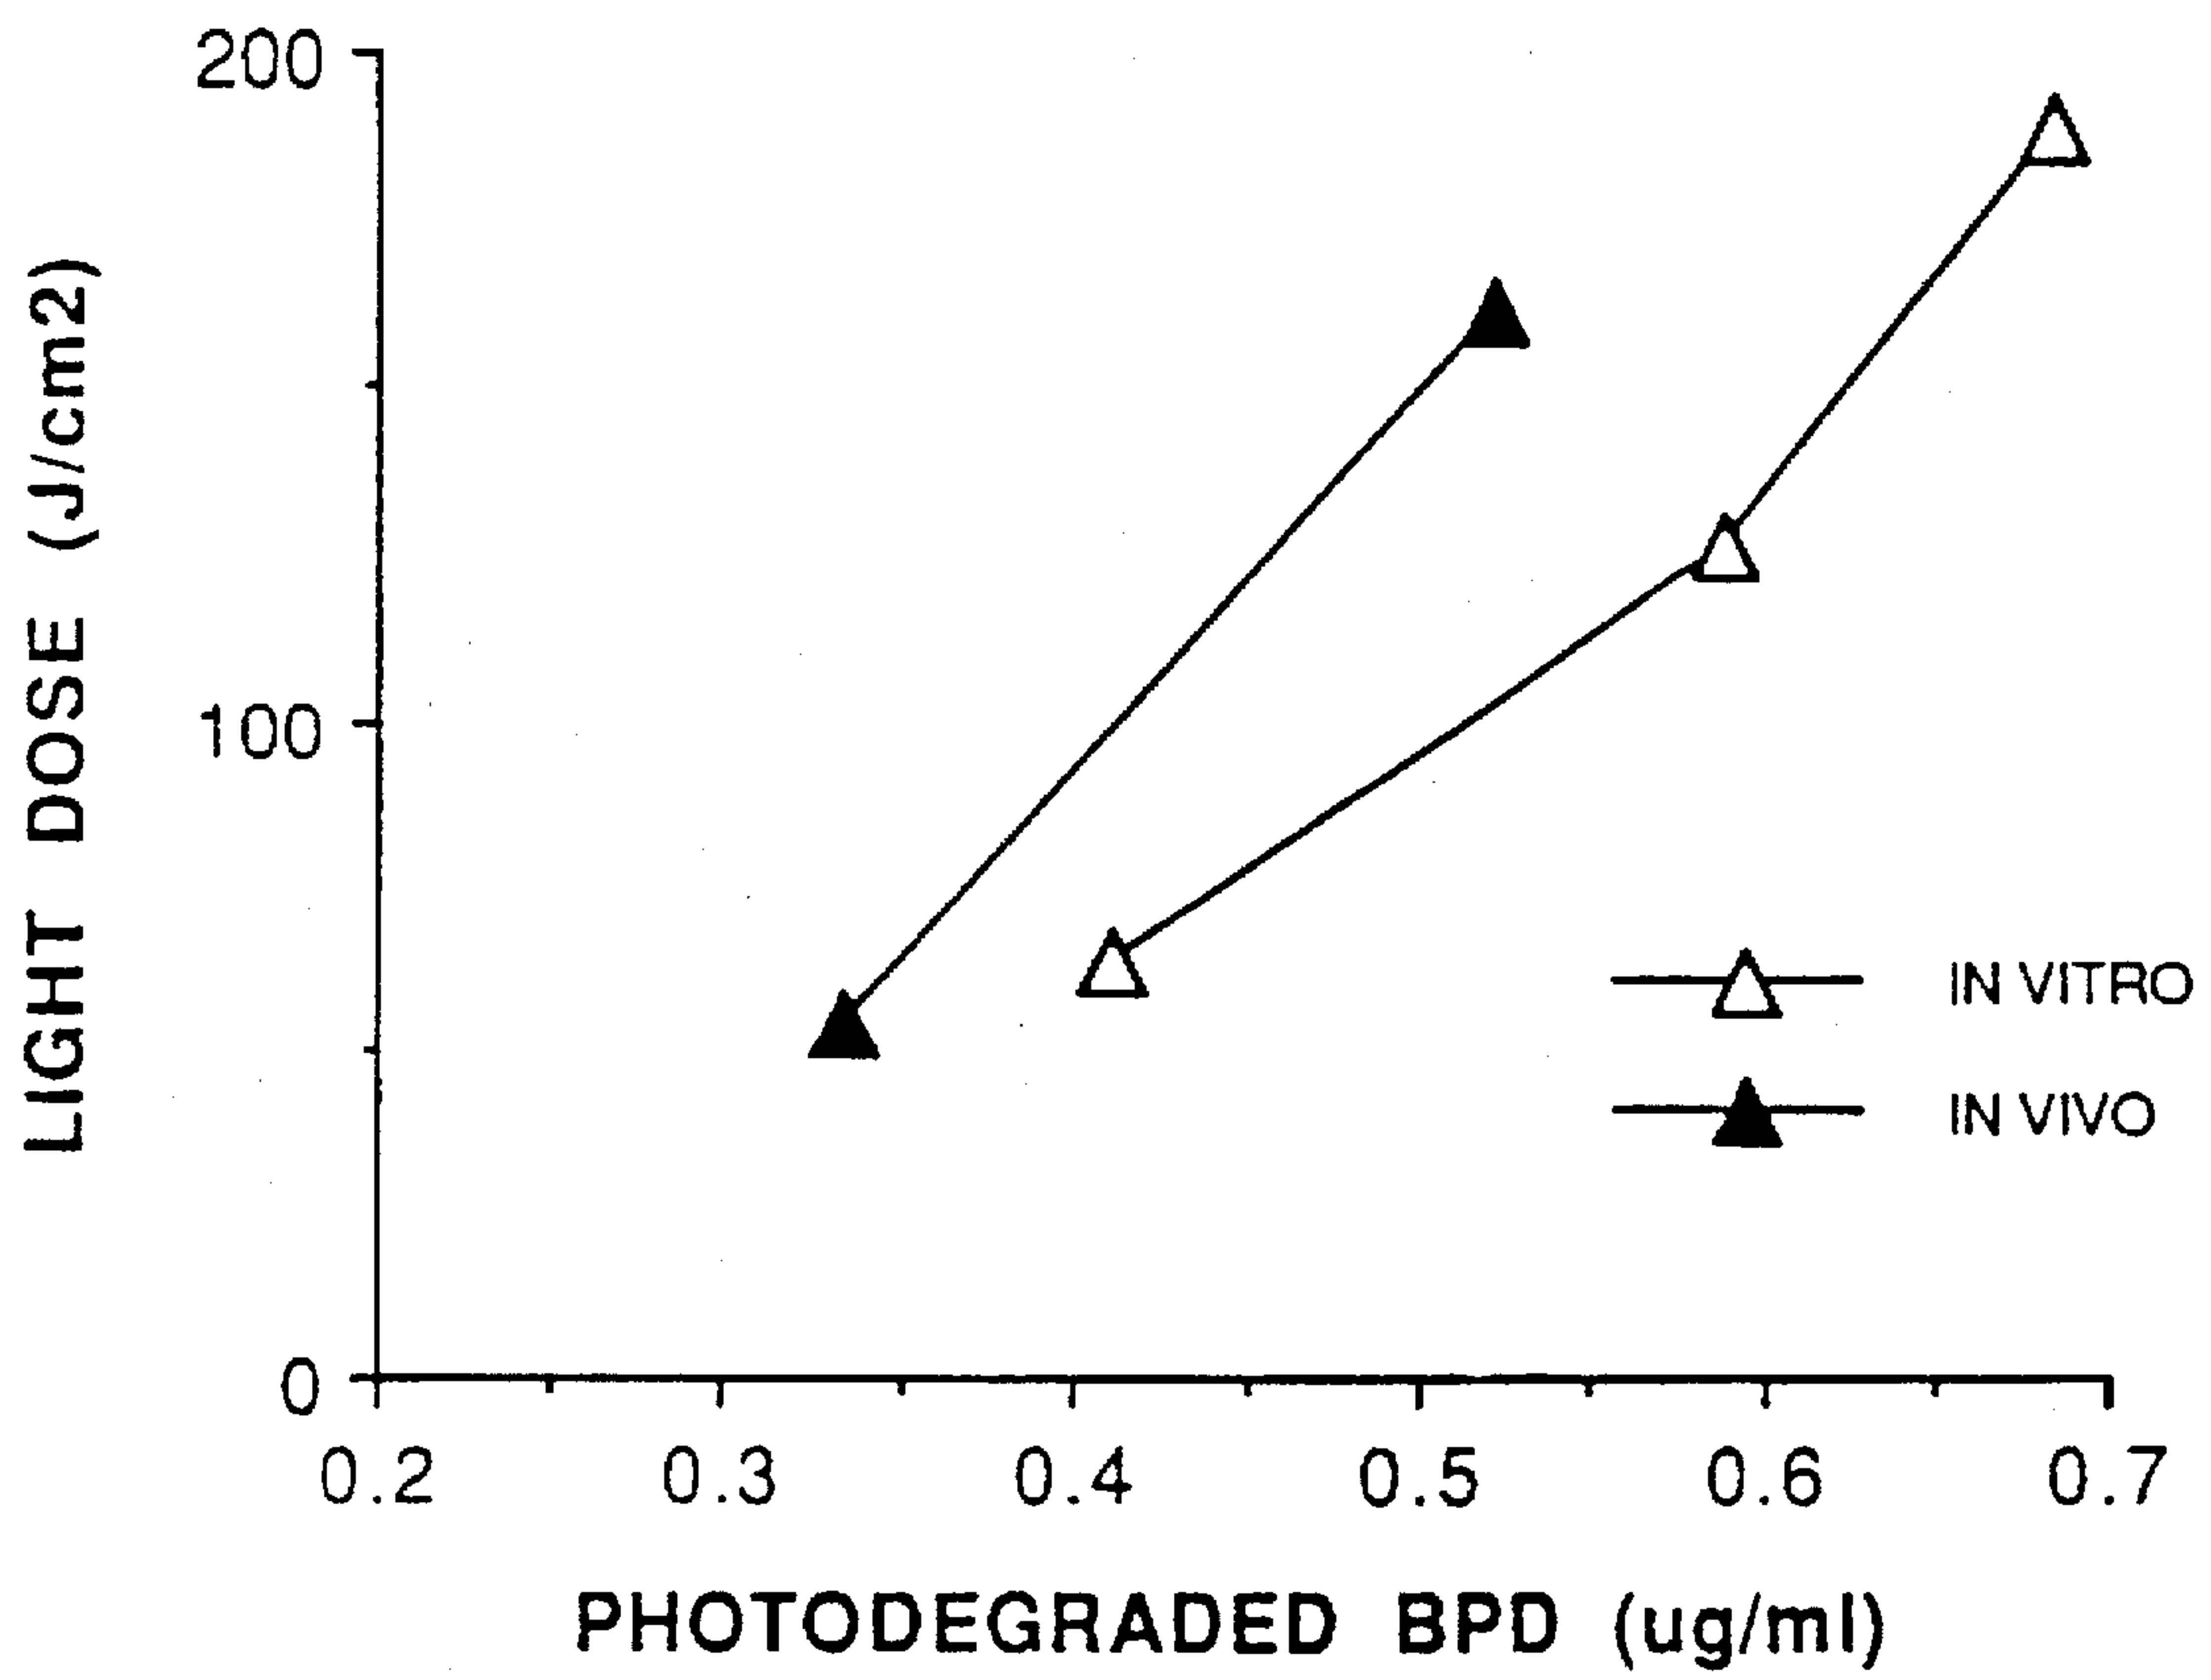 200
100
0
LIGHT DOSE (J/cm2)
IN VITRO
IN VIVO
0.2 0.3 0.4 0.5 0.6 0.7
PHOTODEGRADED BPD (ug/ml)